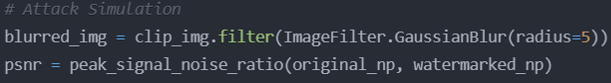 # Attack Simulation
blurred_img = clip_img.filter(ImageFilter.GaussianBlur(radius=5))
psnr = peak_signal_noise_ratio(original_np, watermarked_np)